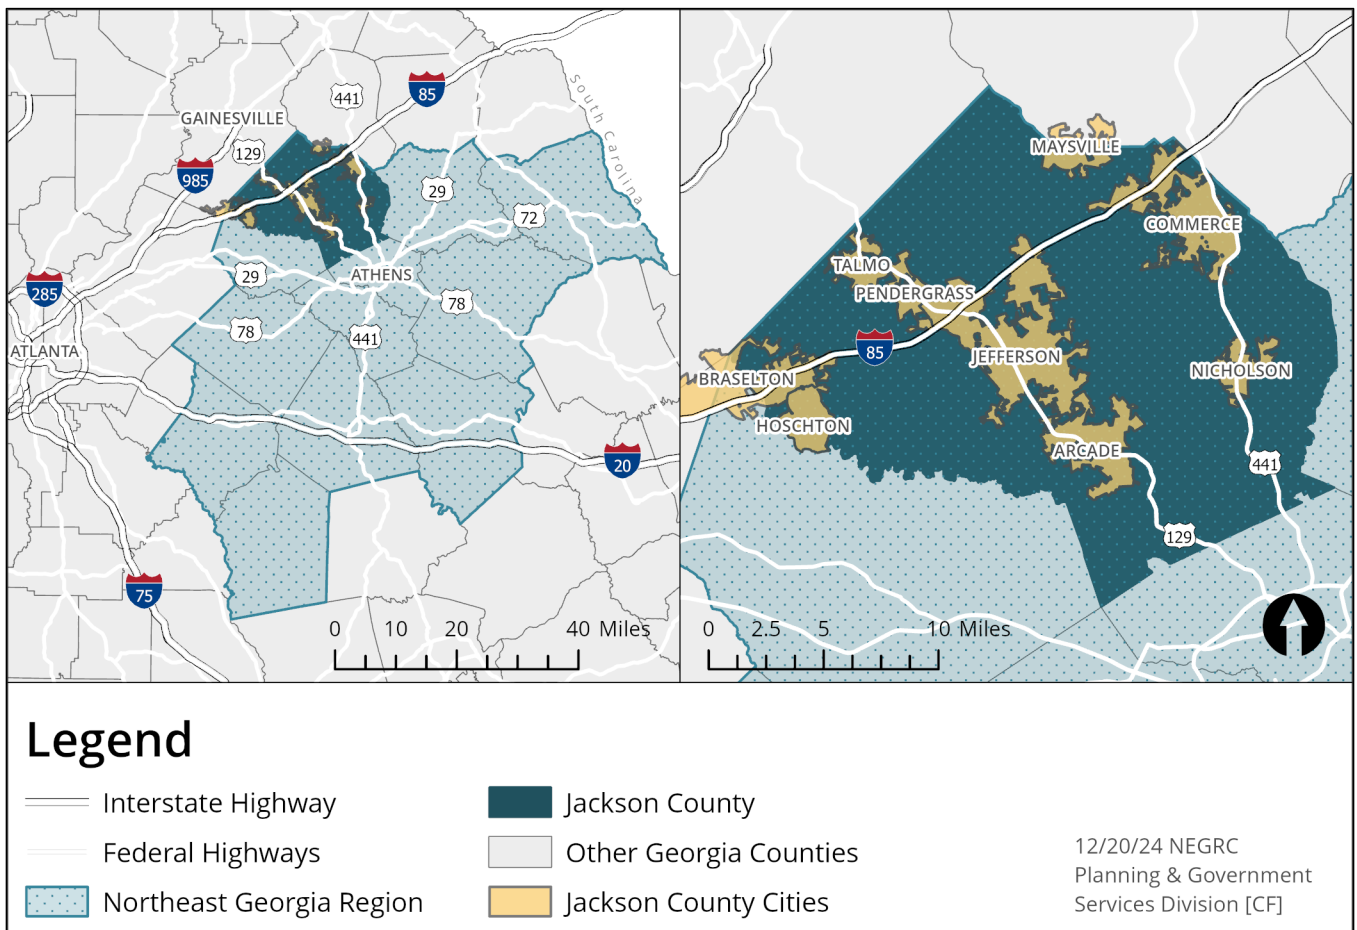 South Carolina
441
85
GAINESVILLE
129
985
29
72
ATHENS
29
285
78
78
441
ATLANTA
20
75
0 10 20 40 Miles
MAYSVILLE
COMMERCE
TALMO
PENDERGRASS
85
JEFFERSON
NICHOLSON
BRASELTON
HOSCHTON
ARCADE
441
129
0 2.5 5 10 Miles
Legend
Interstate Highway
Federal Highways
Northeast Georgia Region
Jackson County
Other Georgia Counties
Jackson County Cities
12/20/24 NEGRC
Planning & Government
Services Division [CF]